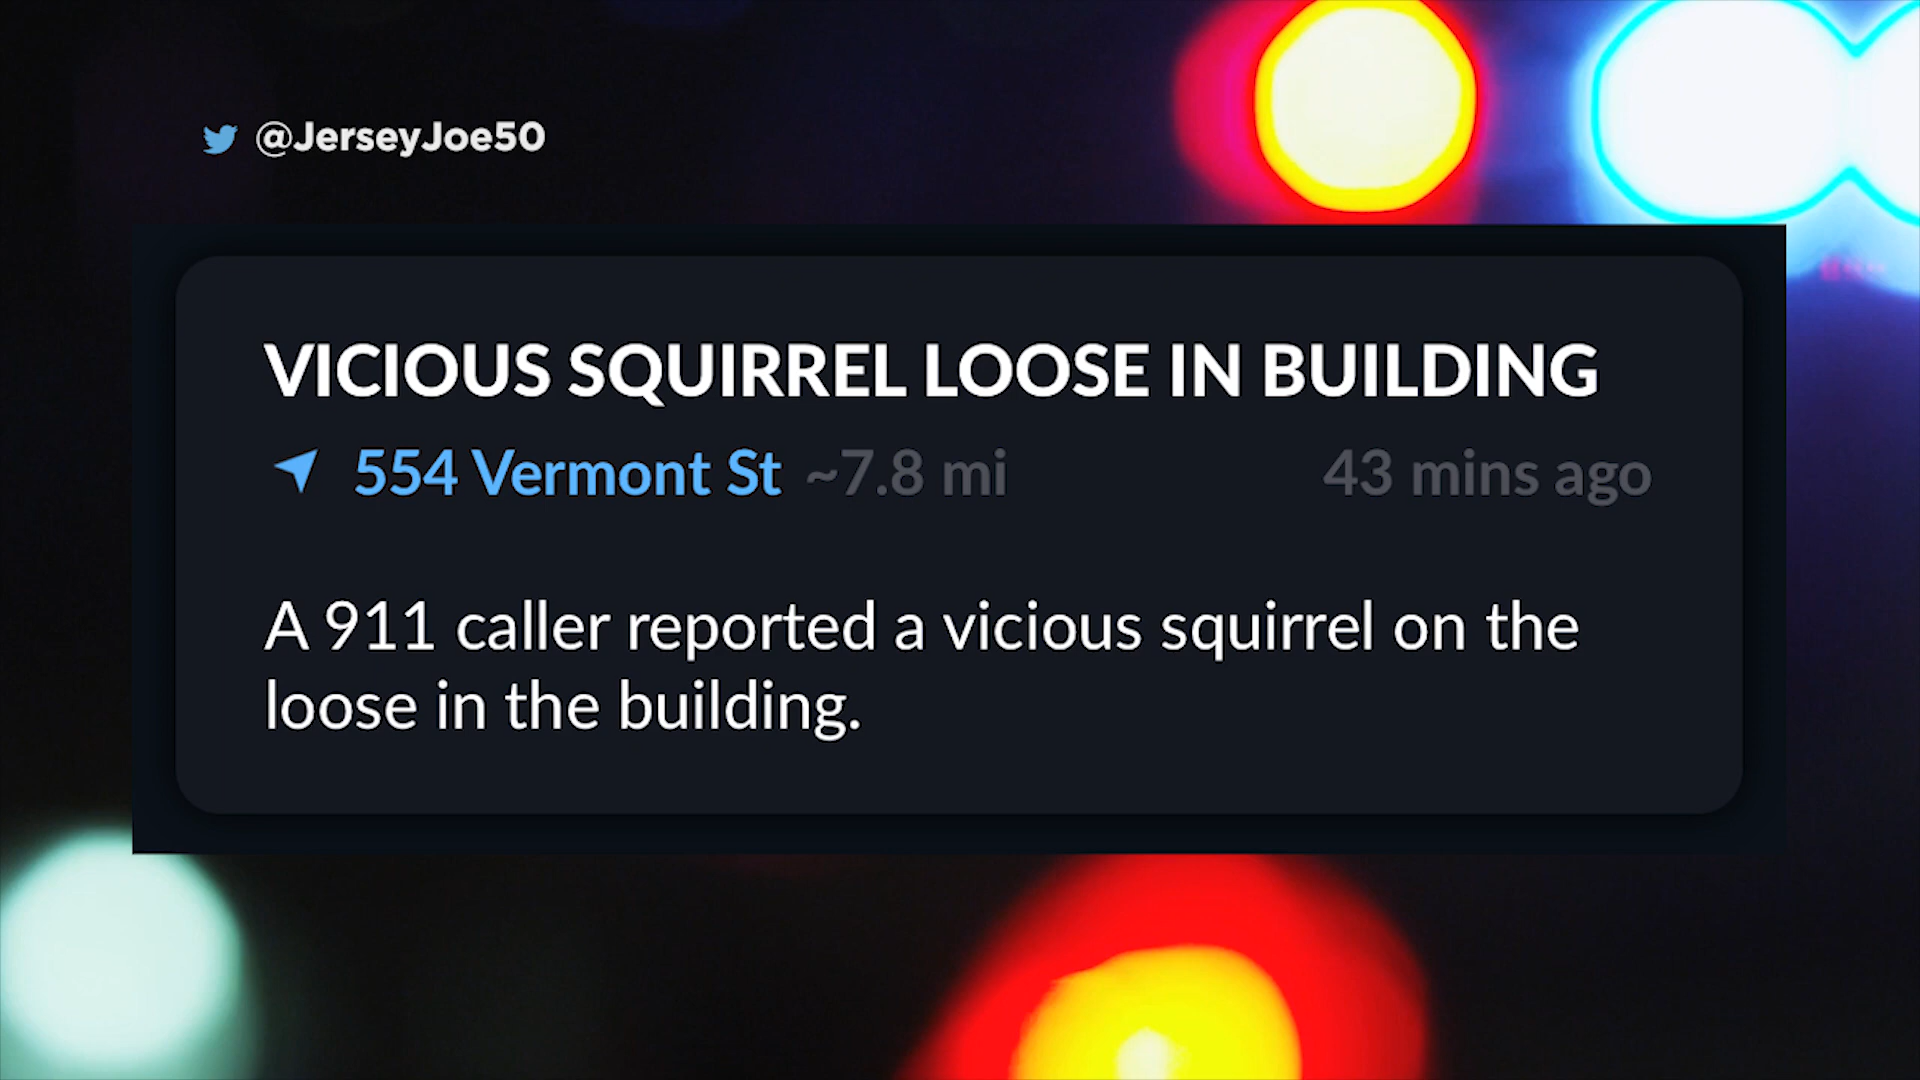 @JerseyJoe50
VICIOUS SQUIRREL LOOSE IN BUILDING
554 Vermont St ~7.8 mi 43 mins ago
A 911 caller reported a vicious squirrel on the
loose in the building.